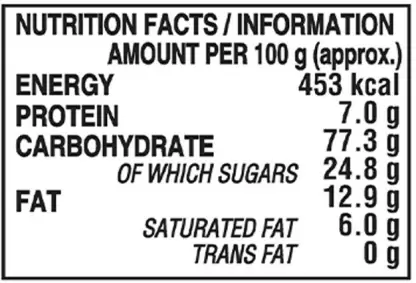 NUTRITION FACTS / INFORMATION
AMOUNT PER 100 g (approx.)
ENERGY 453 kcal
PROTEIN 7.0 g
CARBOHYDRATE 77.3 g
OF WHICH SUGARS 24.8 g
FAT 12.9 g
SATURATED FAT 6.0 g
TRANS FAT 0 g